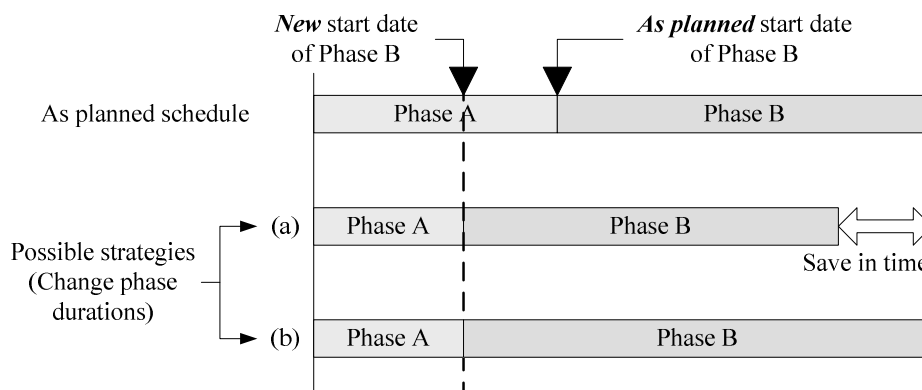 New start date
of Phase B
As planned start date
of Phase B
As planned schedule
Phase A
Phase B
(a)
Phase A
Phase B
Possible strategies
(Change phase
durations)
Save in time
(b)
Phase A
Phase B